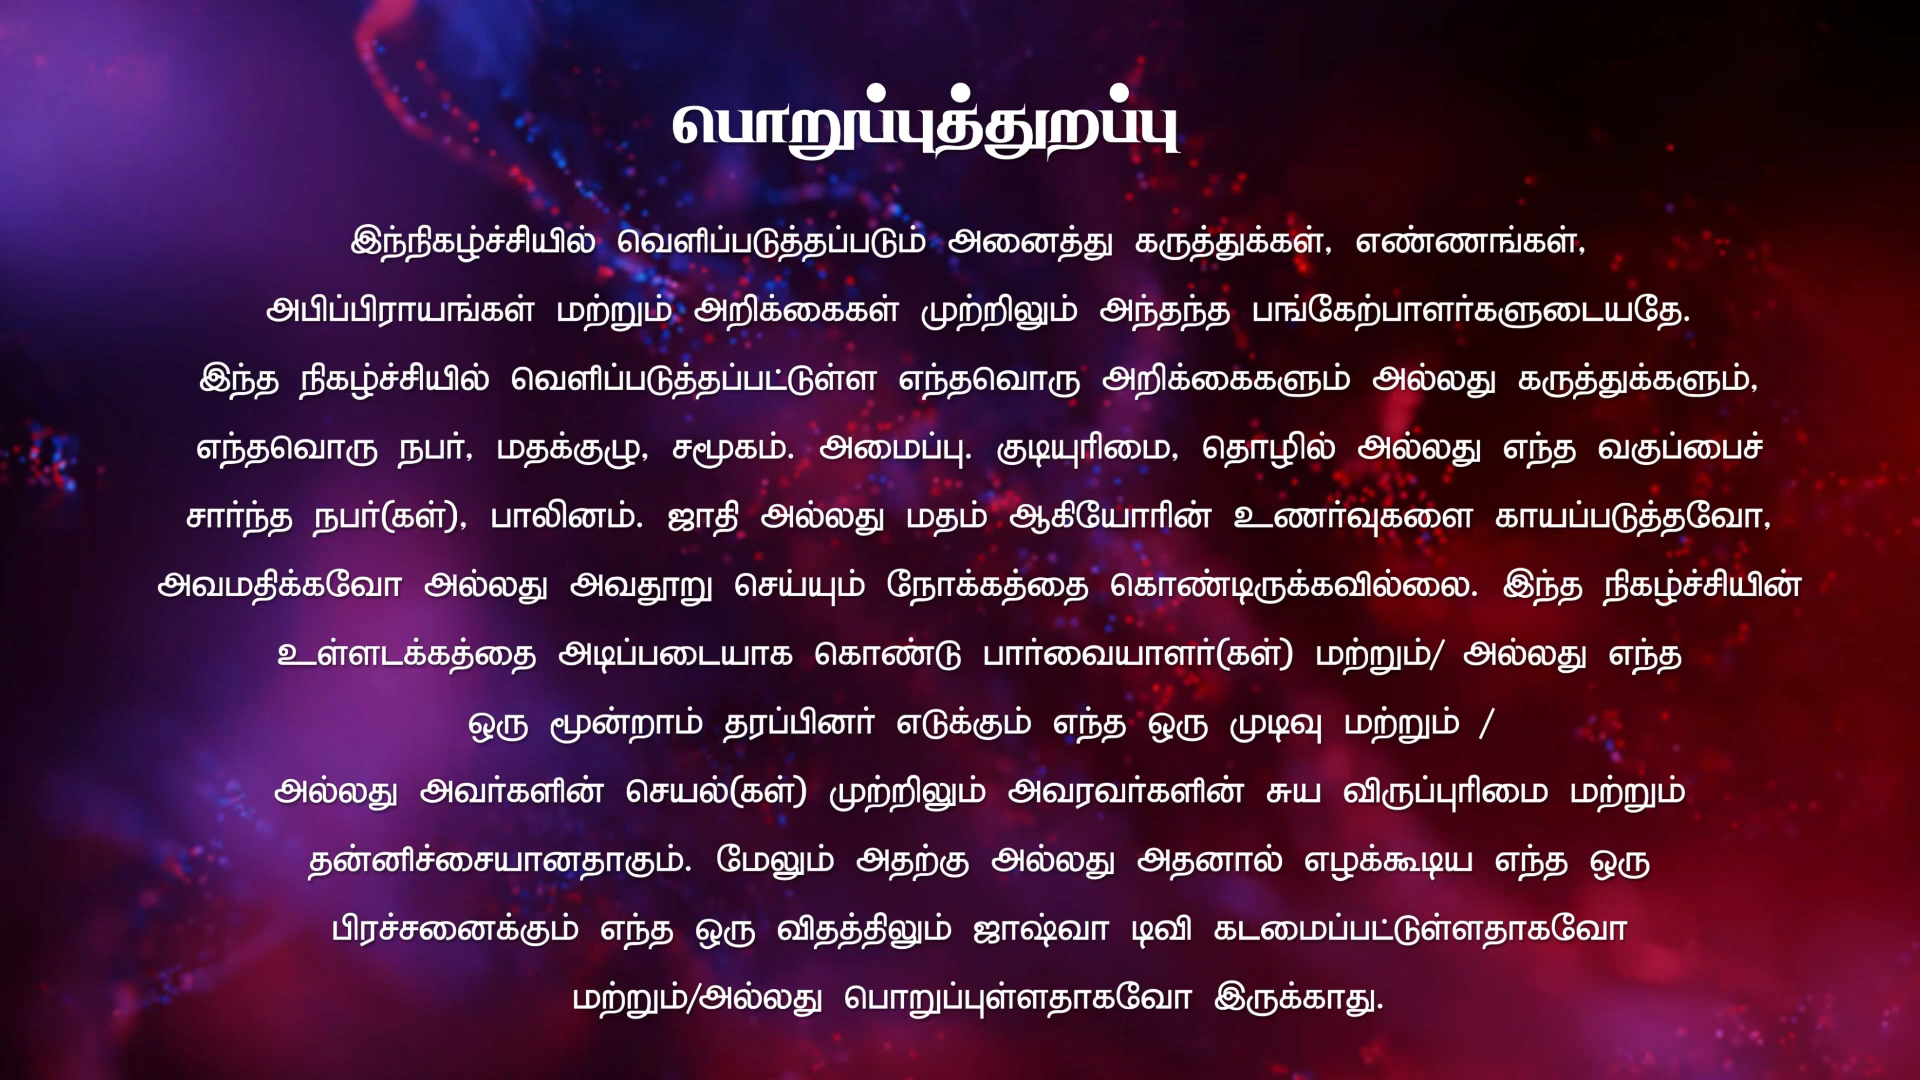 பொறுப்புத்துறப்பு
இந்நிகழ்ச்சியில் வெளிப்படுத்தப்படும் அனைத்து கருத்துக்கள், எண்ணங்கள்,
அபிப்பிராயங்கள் மற்றும் அறிக்கைகள் முற்றிலும் அந்தந்த பங்கேற்பாளர்களுடையதே.
இந்த நிகழ்ச்சியில் வெளிப்படுத்தப்பட்டுள்ள எந்தவொரு அறிக்கைகளும் அல்லது கருத்துக்களும்,
எந்தவொரு நபர், மதக்குழு, சமூகம். அமைப்பு. குடியுரிமை, தொழில் அல்லது எந்த வகுப்பைச்
சார்ந்த நபர்(கள்), பாலினம். ஜாதி அல்லது மதம் ஆகியோரின் உணர்வுகளை காயப்படுத்தவோ,
அவமதிக்கவோ அல்லது அவதூறு செய்யும் நோக்கத்தை கொண்டிருக்கவில்லை. இந்த நிகழ்ச்சியின்
உள்ளடக்கத்தை அடிப்படையாக கொண்டு பார்வையாளர்(கள்) மற்றும்/ அல்லது எந்த
ஒரு மூன்றாம் தரப்பினர் எடுக்கும் எந்த ஒரு முடிவு மற்றும் /
அல்லது அவர்களின் செயல்(கள்) முற்றிலும் அவரவர்களின் சுய விருப்புரிமை மற்றும்
தன்னிச்சையானதாகும். மேலும் அதற்கு அல்லது அதனால் எழக்கூடிய எந்த ஒரு
பிரச்சனைக்கும் எந்த ஒரு விதத்திலும் ஜாஷ்வா டிவி கடமைப்பட்டுள்ளதாகவோ
மற்றும்/அல்லது பொறுப்புள்ளதாகவோ இருக்காது.